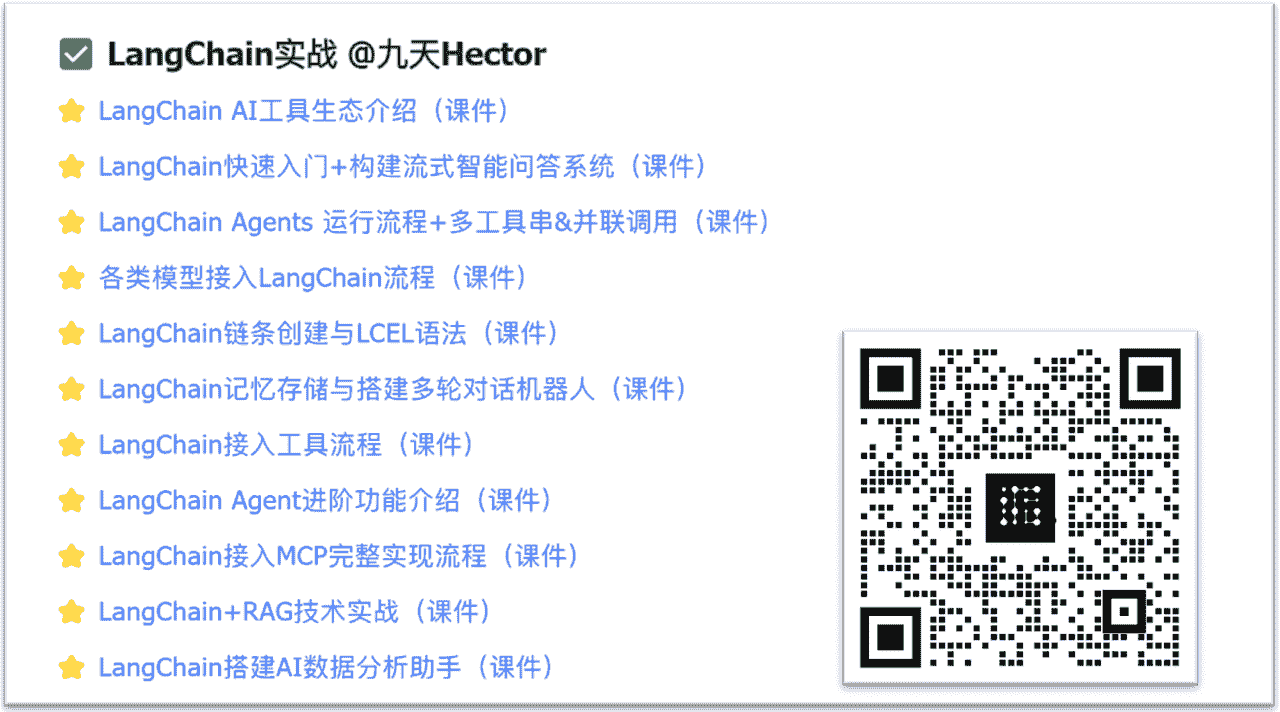 LangChain实战 @九天Hector
LangChain AI工具生态介绍（课件）
LangChain快速入门+构建流式智能问答系统（课件）
LangChain Agents 运行流程+多工具串&并联调用（课件）
各类模型接入LangChain流程（课件）
LangChain链条创建与LCEL语法（课件）
LangChain记忆存储与搭建多轮对话机器人（课件）
LangChain接入工具流程（课件）
LangChain Agent进阶功能介绍（课件）
LangChain接入MCP完整实现流程（课件）
LangChain+RAG技术实战（课件）
LangChain搭建AI数据分析助手（课件）